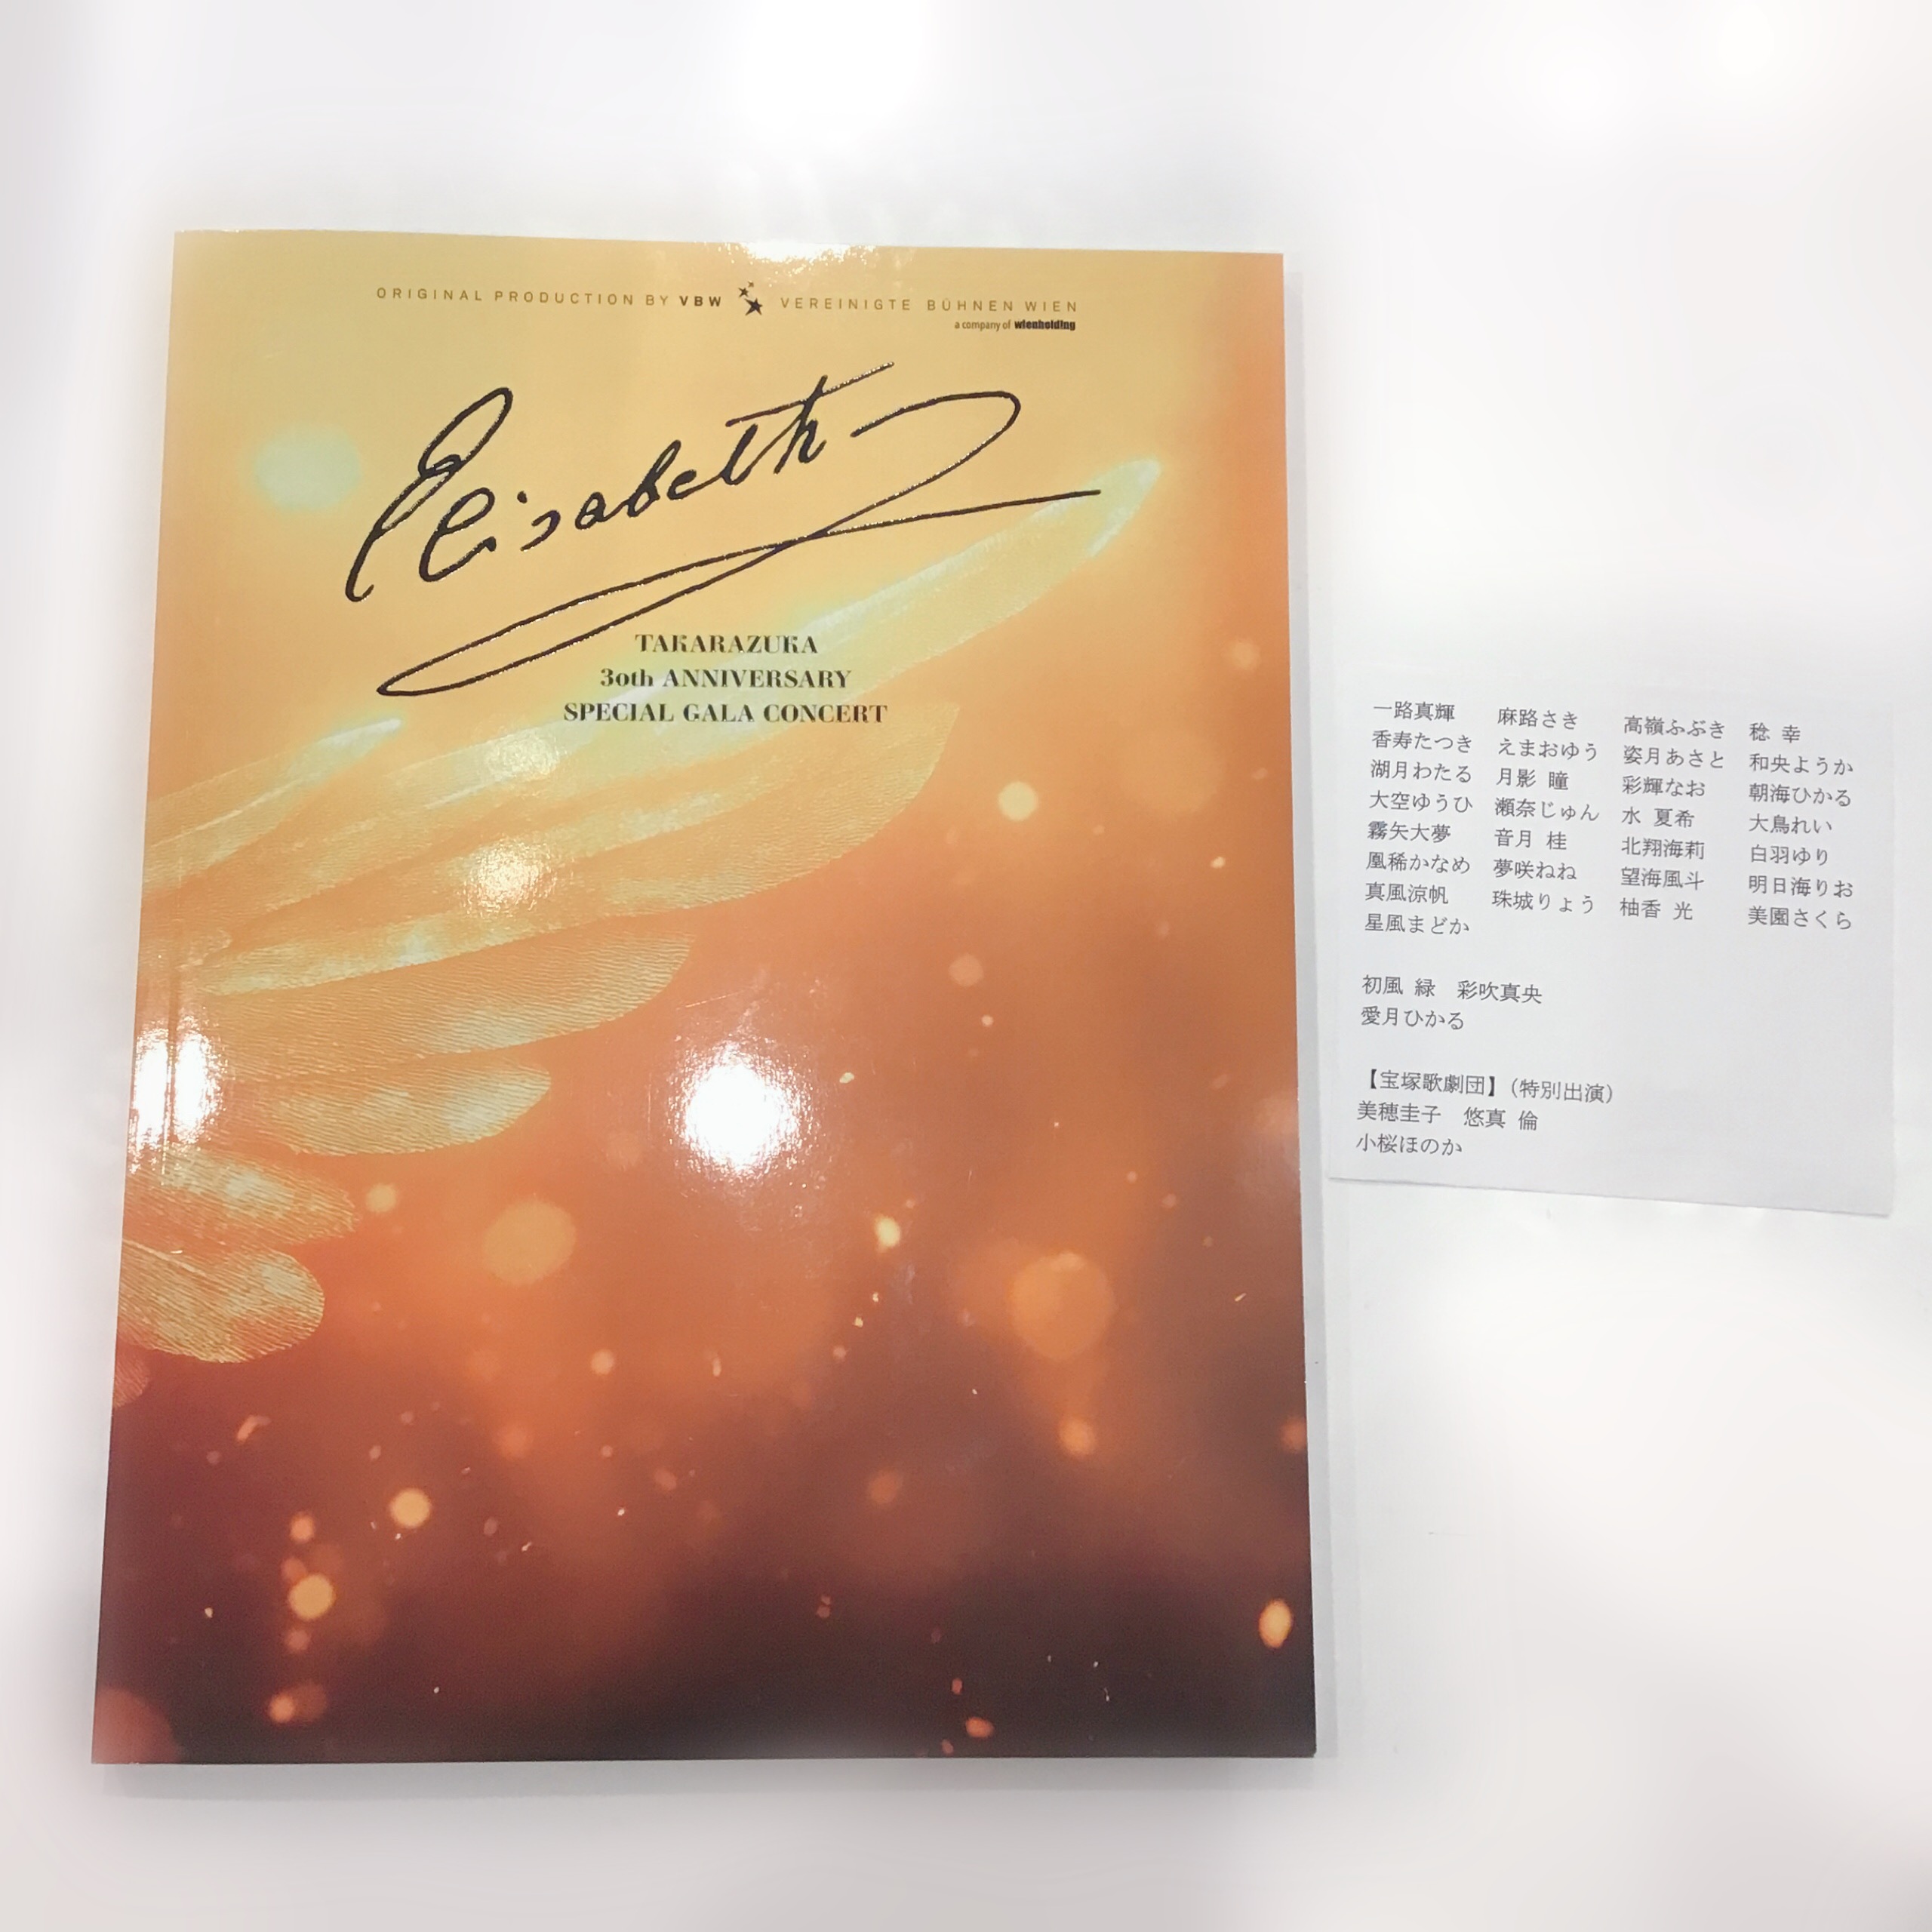 ORIGINAL PRODUCTION BY VBW VEREINIGTE BÜHNEN WIEN
a company of wienholding
Elisabeth
TAKARAZUKA
30th ANNIVERSARY
SPECIAL GALA CONCERT
一路真輝 麻路さき 高嶺ふぶき 稔 幸
香寿たつき えまおゆう 姿月あさと 和央ようか
湖月わたる 月影 瞳 彩輝なお 朝海ひかる
大空ゆうひ 瀬奈じゅん 水 夏希 大鳥れい
霧矢大夢 音月 桂 北翔海莉 白羽ゆり
凰稀かなめ 夢咲ねね 望海風斗 明日海りお
真風涼帆 珠城りょう 柚香 光 美園さくら
星風まどか
初風 緑 彩吹真央
愛月ひかる
【宝塚歌劇団】(特別出演)
美穂圭子 悠真 倫
小桜ほのか